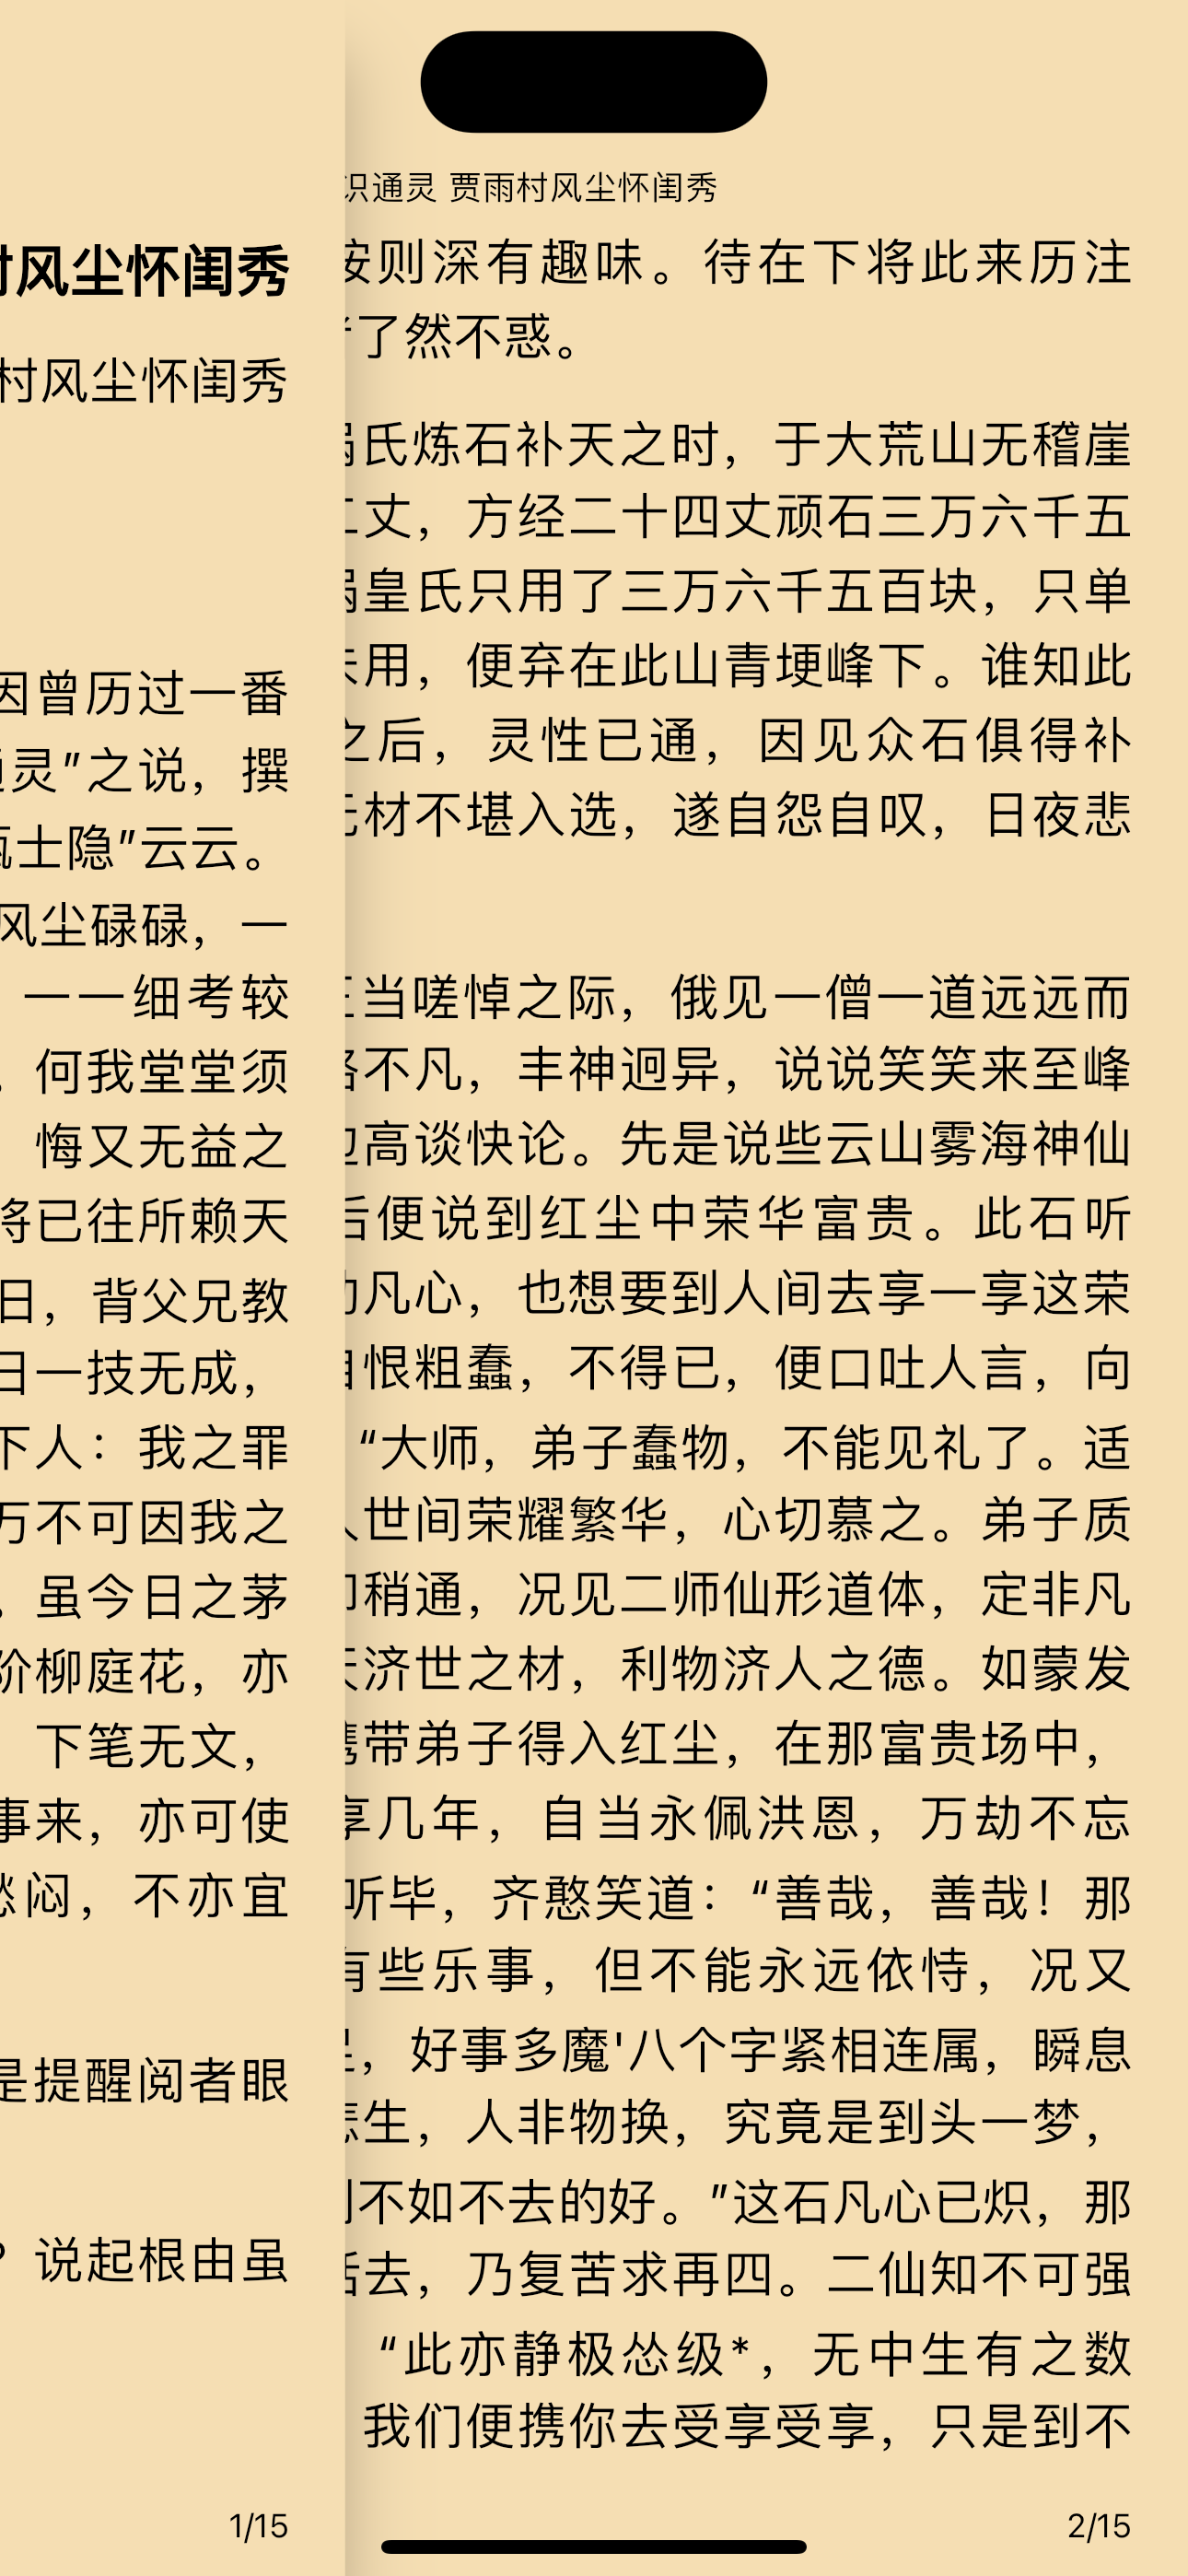 风尘怀闺秀
村风尘怀闺秀
因曾历过一番
灵”之说，撰
士隐”云云。
风尘碌碌，一
一一细考较
，何我堂堂须
悔又无益之
将已往所赖天
日，背父兄教
日一技无成，
下人：我之罪
万不可因我之
，虽今日之茅
阶柳庭花，亦
下笔无文，
事来，亦可使
愁闷，不亦宜
是提醒阅者眼
？说起根由虽
1/15
通灵 贾雨村风尘怀闺秀
则深有趣味。待在下将此来历注
了然不惑。
氏炼石补天之时，于大荒山无稽崖
丈，方经二十四丈顽石三万六千五
皇氏只用了三万六千五百块，只单
用，便弃在此山青埂峰下。谁知此
之后，灵性已通，因见众石俱得补
材不堪入选，遂自怨自叹，日夜悲
当嗟悼之际，俄见一僧一道远远而
不凡，丰神迥异，说说笑笑来至峰
高谈快论。先是说些云山雾海神仙
后便说到红尘中荣华富贵。此石听
凡心，也想要到人间去享一享这荣
恨粗蠢，不得已，便口吐人言，向
“大师，弟子蠢物，不能见礼了。适
世间荣耀繁华，心切慕之。弟子质
稍通，况见二师仙形道体，定非凡
济世之材，利物济人之德。如蒙发
带弟子得入红尘，在那富贵场中，
享几年，自当永佩洪恩，万劫不忘
听毕，齐憨笑道：“善哉，善哉！那
有些乐事，但不能永远依恃，况又
，好事多魔'八个字紧相连属，瞬息
生，人非物换，究竟是到头一梦，
不如不去的好。”这石凡心已炽，那
去，乃复苦求再四。二仙知不可强
“此亦静极怂级*，无中生有之数
我们便携你去受享受享，只是到不
2/15